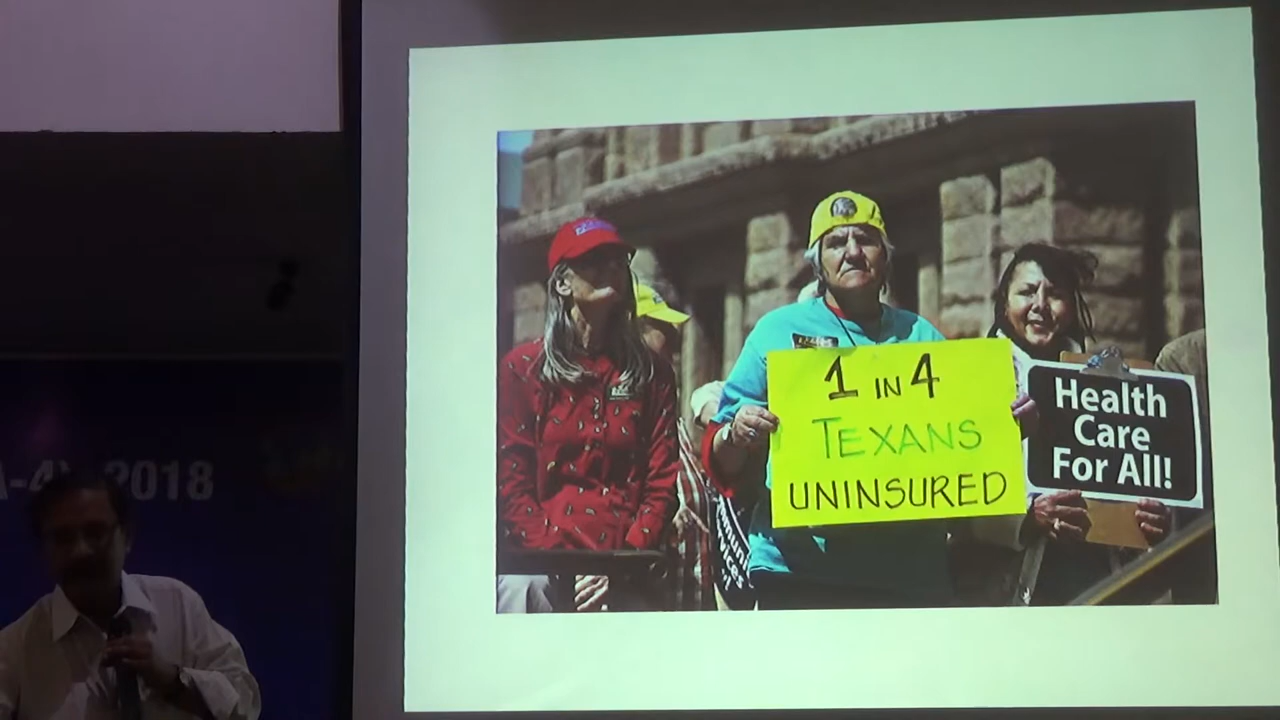 1 IN 4
TEXANS
UNINSURED
Health
Care
For All!
2018